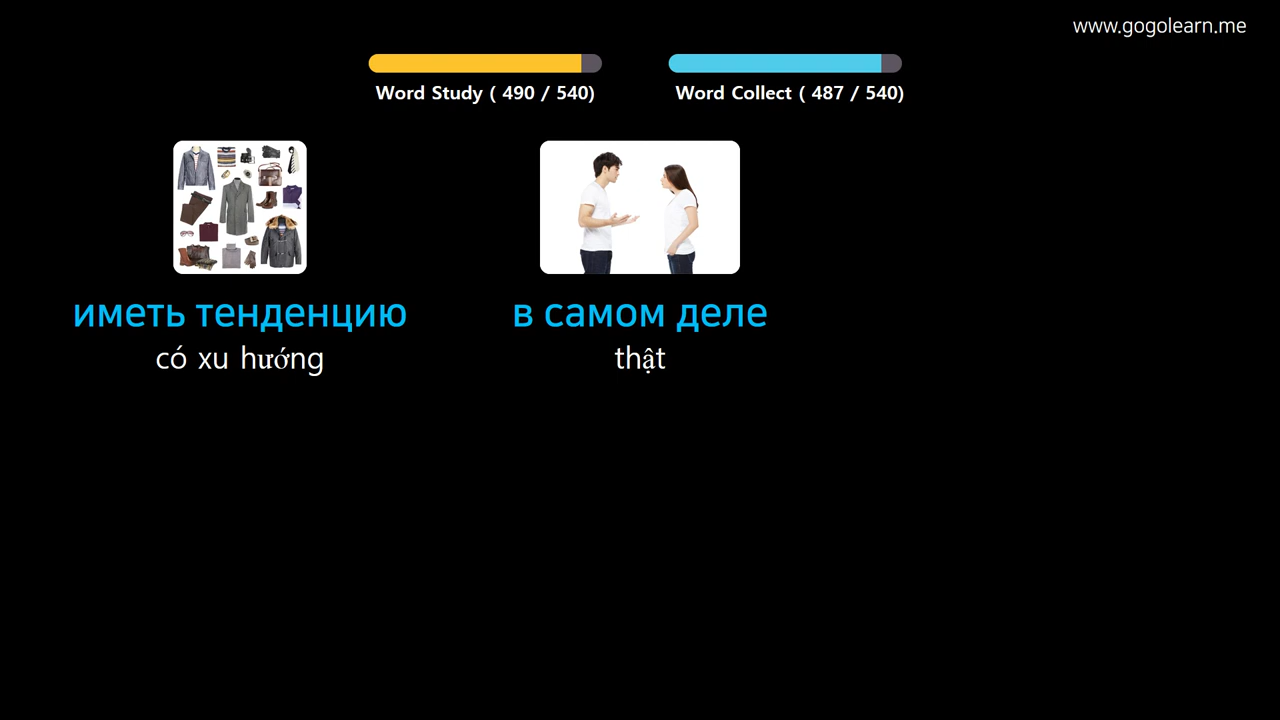 www.gogolearn.me
Word Study ( 490 / 540)
Word Collect ( 487 / 540)
иметь тенденцию
có xu hướng
в самом деле
thật